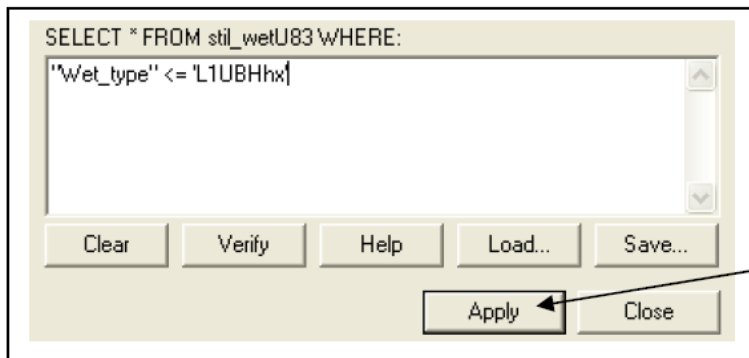 SELECT * FROM stil_wetU83 WHERE:
"Wet_type" <= 'L1UBHhx'
Clear Verify Help Load... Save...
Apply Close